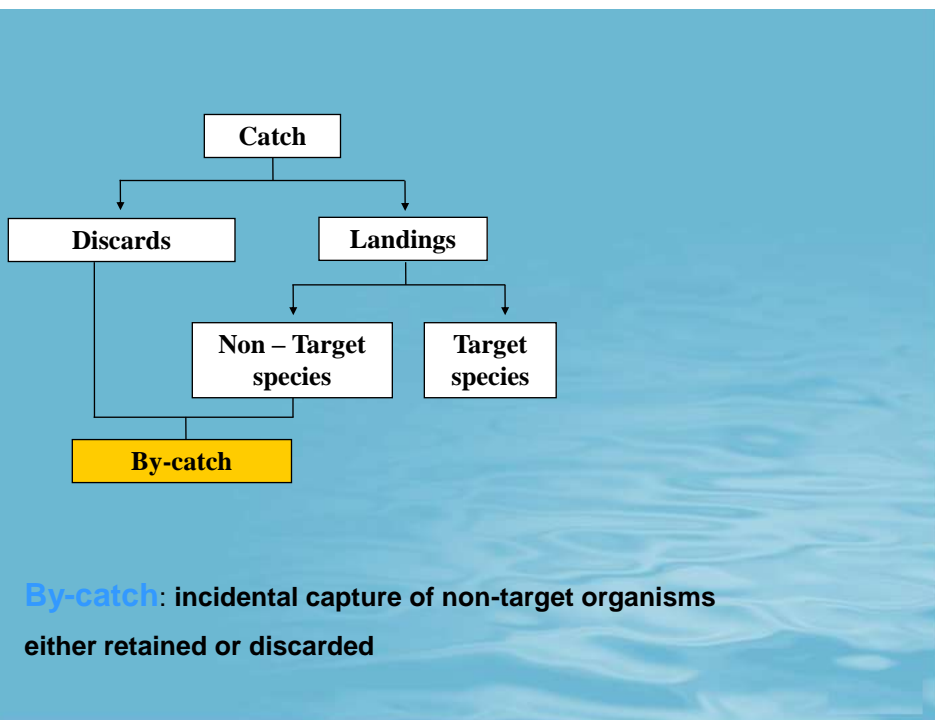 Catch
Discards
Landings
Non – Target
species
Target
species
By-catch
By-catch: incidental capture of non-target organisms
either retained or discarded